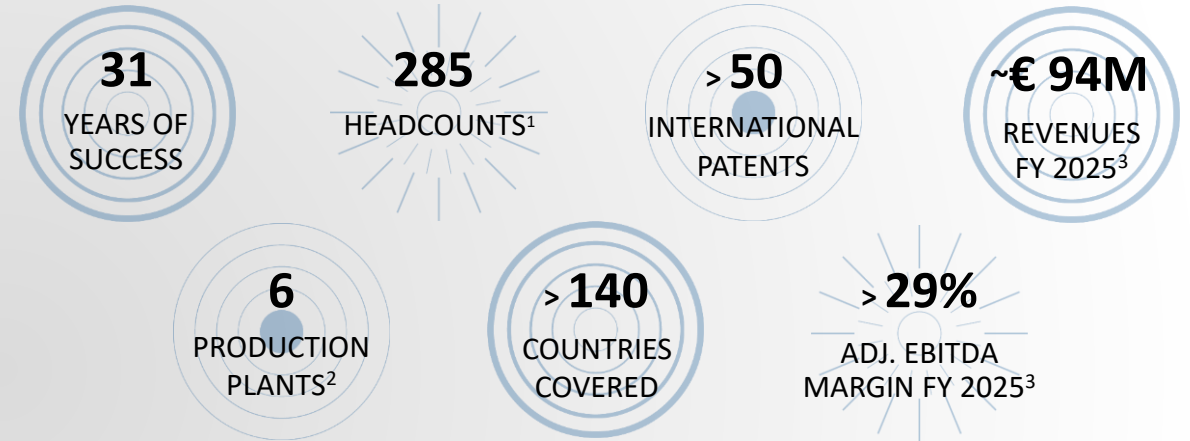 31
YEARS OF
SUCCESS
285
HEADCOUNTS¹
> 50
INTERNATIONAL
PATENTS
~€ 94M
REVENUES
FY 2025³
6
PRODUCTION
PLANTS²
> 140
COUNTRIES
COVERED
> 29%
ADJ. EBITDA
MARGIN FY 2025³